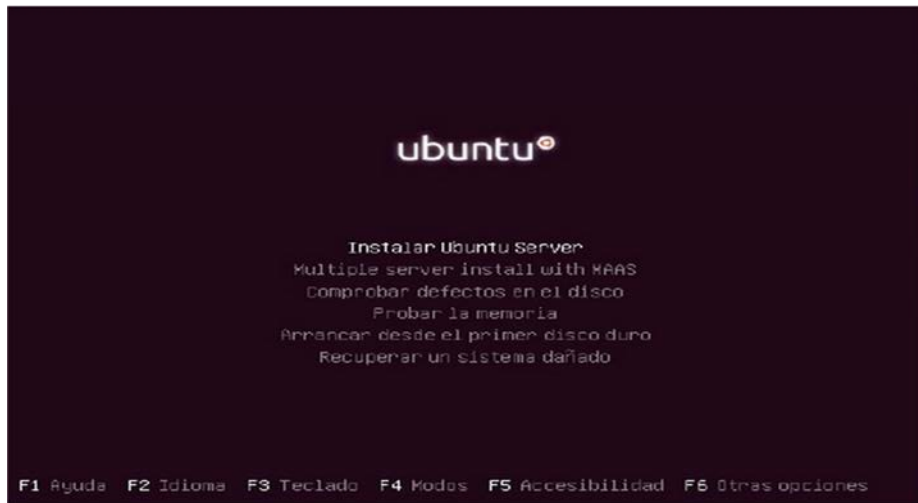 ubuntu
Instalar Ubuntu Server
Multiple server install with MAAS
Comprobar defectos en el disco
Probar la memoria
Arrancar desde el primer disco duro
Recuperar un sistema dañado
F1 Ayuda F2 Idioma F3 Teclado F4 Modos F5 Accesibilidad F6 Otras opciones